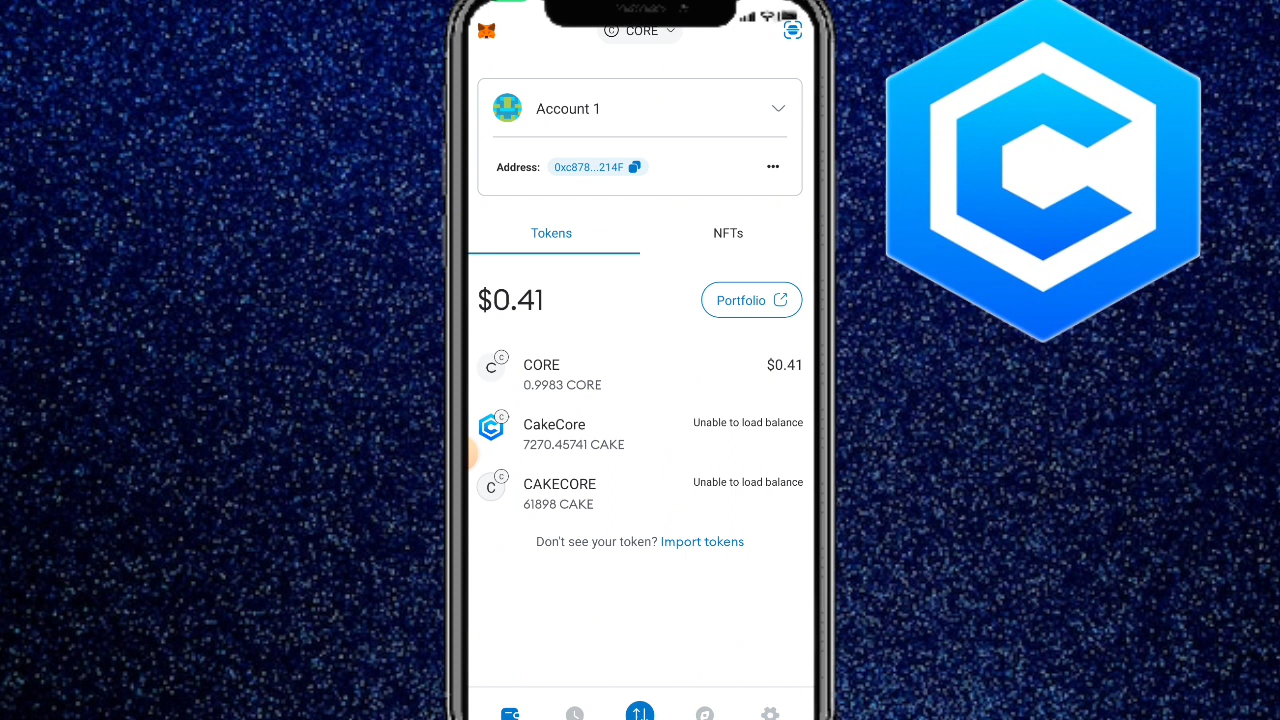 CORE
Account 1
Address: 0xc878...214F
Tokens
NFTs
$0.41
Portfolio
CORE
$0.41
0.9983 CORE
CakeCore
Unable to load balance
7270.45741 CAKE
CAKECORE
Unable to load balance
61898 CAKE
Don't see your token? Import tokens